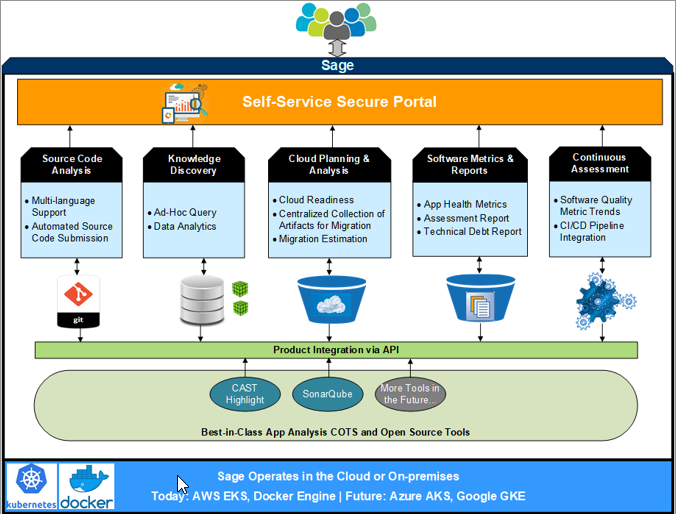 Sage
Self-Service Secure Portal
Source Code
Analysis
• Multi-language
Support
• Automated Source
Code Submission
Knowledge
Discovery
• Ad-Hoc Query
• Data Analytics
Cloud Planning &
Analysis
• Cloud Readiness
• Centralized Collection of
Artifacts for Migration
• Migration Estimation
Software Metrics &
Reports
• App Health Metrics
• Assessment Report
• Technical Debt Report
Continuous
Assessment
• Software Quality
Metric Trends
• CI/CD Pipeline
Integration
git
Product Integration via API
CAST
Highlight
SonarQube
More Tools in
the Future...
Best-in-Class App Analysis COTS and Open Source Tools
kubernetes
docker
Sage Operates in the Cloud or On-premises
Today: AWS EKS, Docker Engine | Future: Azure AKS, Google GKE